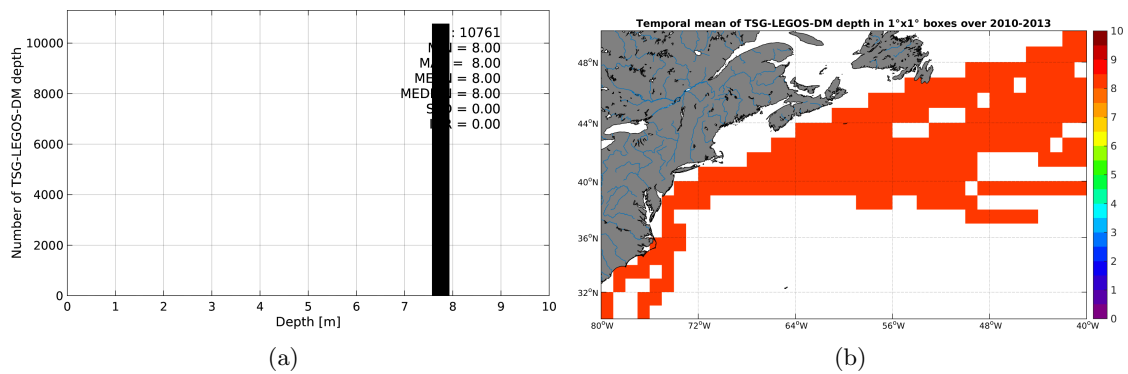 Number of TSG-LEGOS-DM depth
10000
8000
6000
4000
2000
0
: 10761
= 8.00
= 8.00
= 8.00
= 8.00
= 0.00
= 0.00
0 1 2 3 4 5 6 7 8 9 10
Depth [m]
(a)
Temporal mean of TSG-LEGOS-DM depth in 1°x1° boxes over 2010-2013
48°N
44°N
40°N
36°N
32°N
80°W 72°W 64°W 56°W 48°W 40°W
10
9
8
7
6
5
4
3
2
1
0
(b)